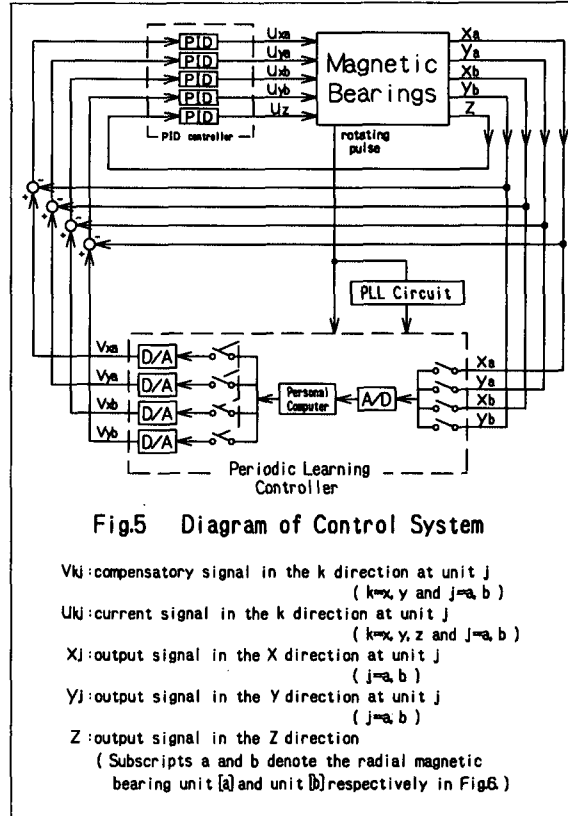 PID Uxa Xa
PID Uya Ya
PID Uxb Magnetic Xb
PID Uyb Bearings Yb
PID Uz Z
PID controller
rotating
pulse
PLL Circuit
Vxa D/A Xa
Vya D/A Ya
Vxb D/A Personal Computer A/D Xb
Vyb D/A Yb
Periodic Learning
Controller
Fig.5 Diagram of Control System
Vkj:compensatory signal in the k direction at unit j
( k=x, y and j=a, b )
Ukj:current signal in the k direction at unit j
( k=x, y, z and j=a, b )
Xj:output signal in the X direction at unit j
( j=a, b )
Yj:output signal in the Y direction at unit j
( j=a, b )
Z :output signal in the Z direction
( Subscripts a and b denote the radial magnetic
bearing unit [a] and unit [b] respectively in Fig.6. )